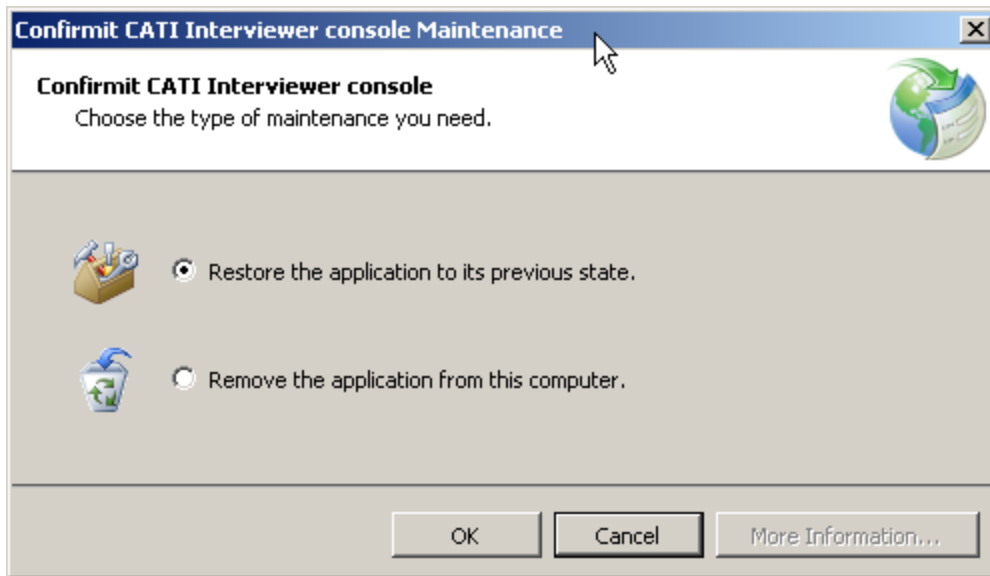 Confirmit CATI Interviewer console Maintenance
Confirmit CATI Interviewer console
Choose the type of maintenance you need.
Restore the application to its previous state.
Remove the application from this computer.
OK
Cancel
More Information...